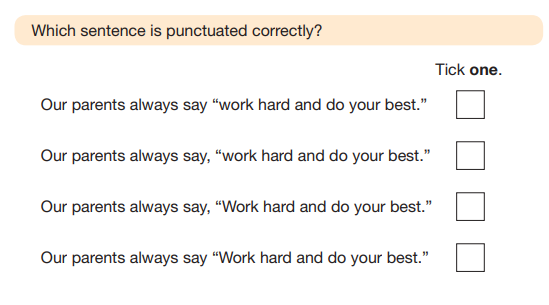 Which sentence is punctuated correctly?
Tick one.
Our parents always say “work hard and do your best.”
Our parents always say, “work hard and do your best.”
Our parents always say, “Work hard and do your best.”
Our parents always say “Work hard and do your best.”